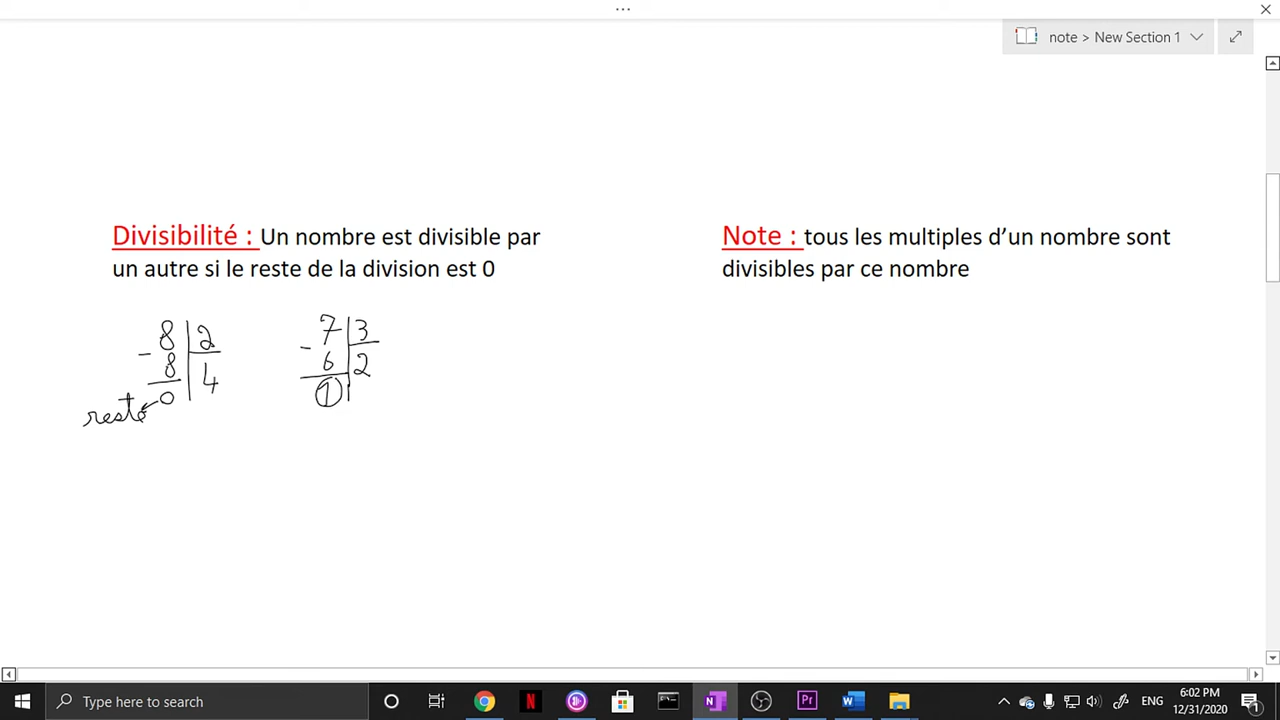 note > New Section 1
Divisibilité : Un nombre est divisible par
un autre si le reste de la division est 0
Note : tous les multiples d’un nombre sont
divisibles par ce nombre
8 2
- 8 4
0
reste
7 3
- 6 2
1
Type here to search
N
Pr
N
W
ENG
6:02 PM
12/31/2020
1